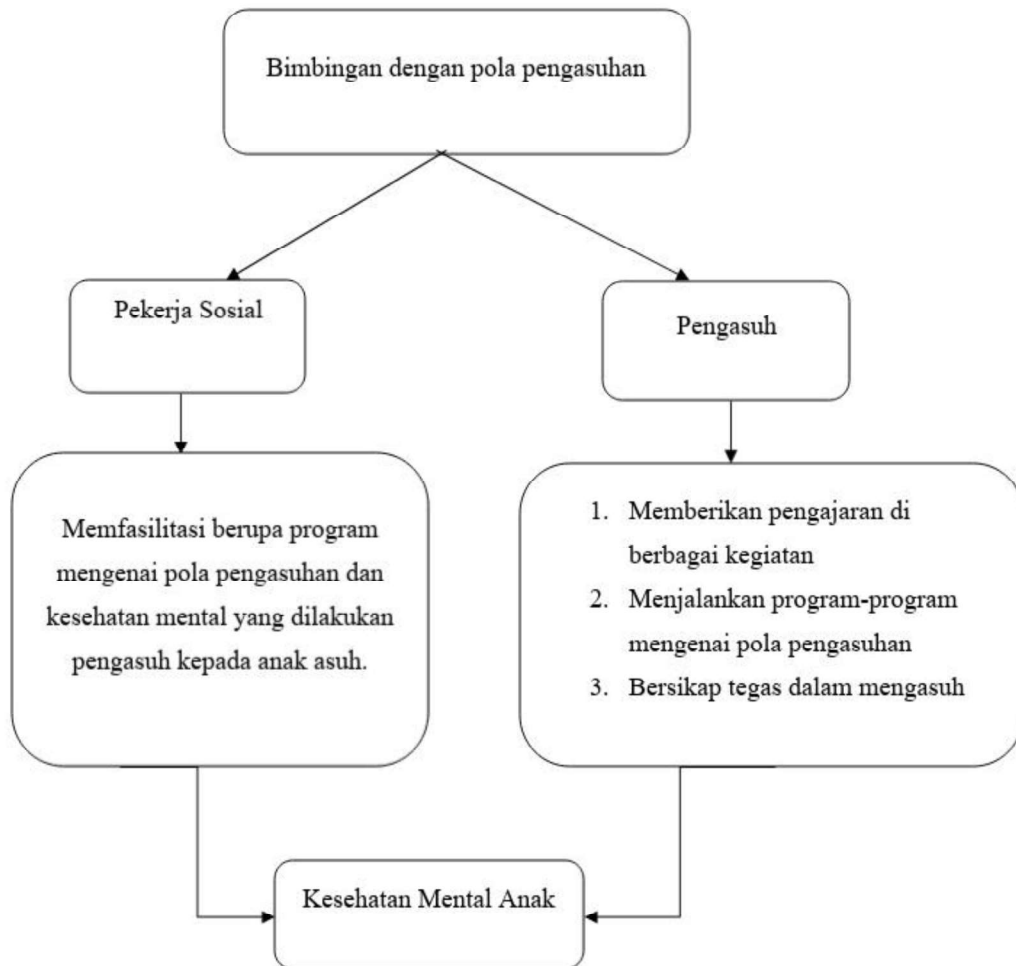 Bimbingan dengan pola pengasuhan
Pekerja Sosial
Pengasuh
Memfasilitasi berupa program
mengenai pola pengasuhan dan
kesehatan mental yang dilakukan
pengasuh kepada anak asuh.
1. Memberikan pengajaran di
berbagai kegiatan
2. Menjalankan program-program
mengenai pola pengasuhan
3. Bersikap tegas dalam mengasuh
Kesehatan Mental Anak